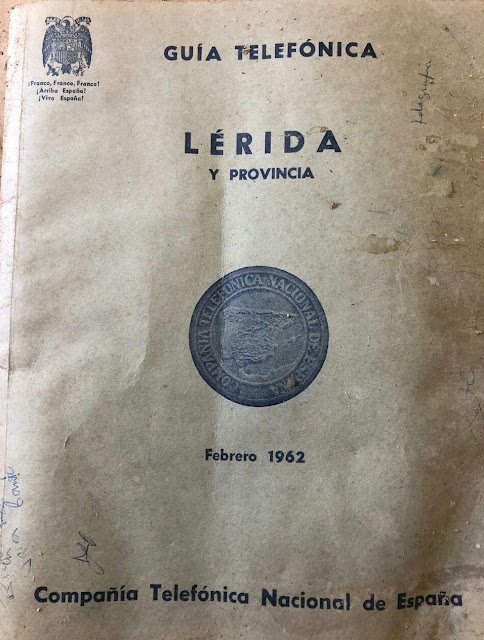 GUÍA TELEFÓNICA
¡Franco, Franco, Franco!
¡Arriba España!
¡Viva España!
LÉRIDA
Y PROVINCIA
COMPAÑIA TELEFONICA NACIONAL DE ESPAÑA
Febrero 1962
Compañía Telefónica Nacional de España